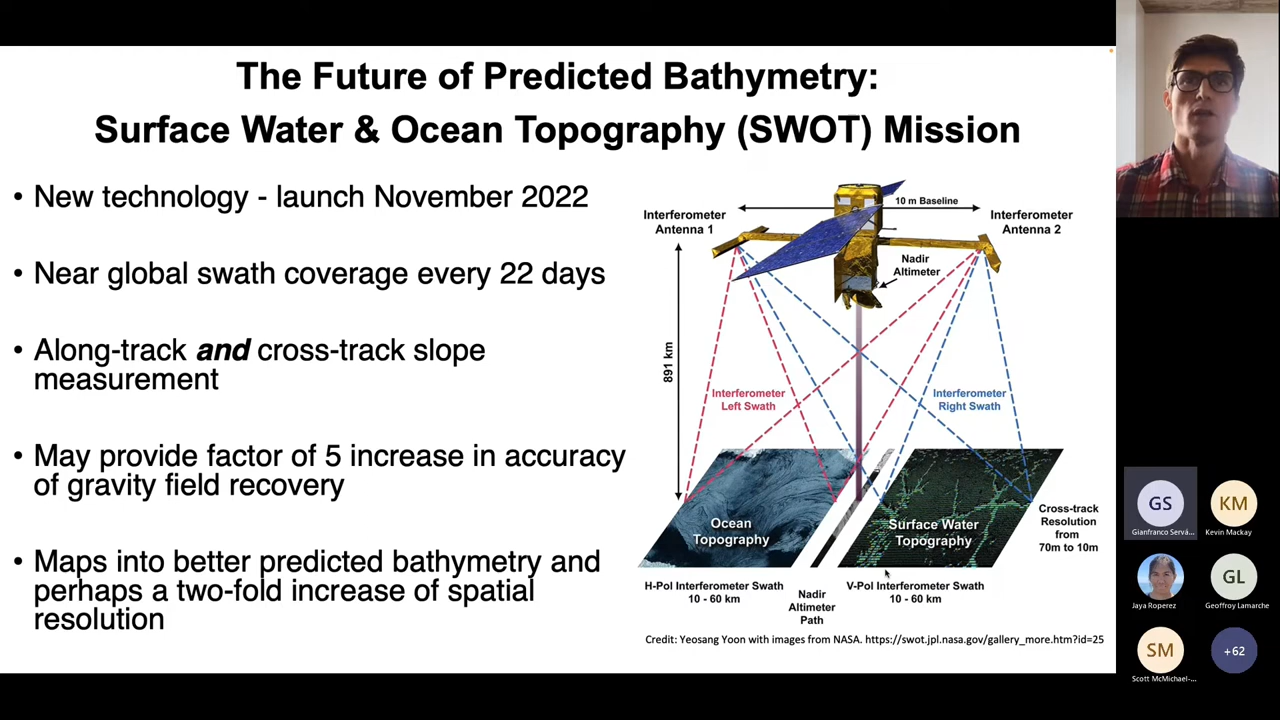 The Future of Predicted Bathymetry:
Surface Water & Ocean Topography (SWOT) Mission
• New technology - launch November 2022
• Near global swath coverage every 22 days
• Along-track and cross-track slope
measurement
• May provide factor of 5 increase in accuracy
of gravity field recovery
• Maps into better predicted bathymetry and
perhaps a two-fold increase of spatial
resolution
10 m Baseline
Interferometer
Antenna 1
Interferometer
Antenna 2
Nadir
Altimeter
891 km
Interferometer
Left Swath
Interferometer
Right Swath
Ocean
Topography
Surface Water
Topography
Cross-track
Resolution
from
70m to 10m
H-Pol Interferometer Swath
10 - 60 km
Nadir
Altimeter
Path
V-Pol Interferometer Swath
10 - 60 km
Credit: Yeosang Yoon with images from NASA. https://swot.jpl.nasa.gov/gallery_more.htm?id=25
GS
Gianfranco Servá...
KM
Kevin Mackay
Jaya Roperez
GL
Geoffroy Lamarche
SM
Scott McMichael-...
+62